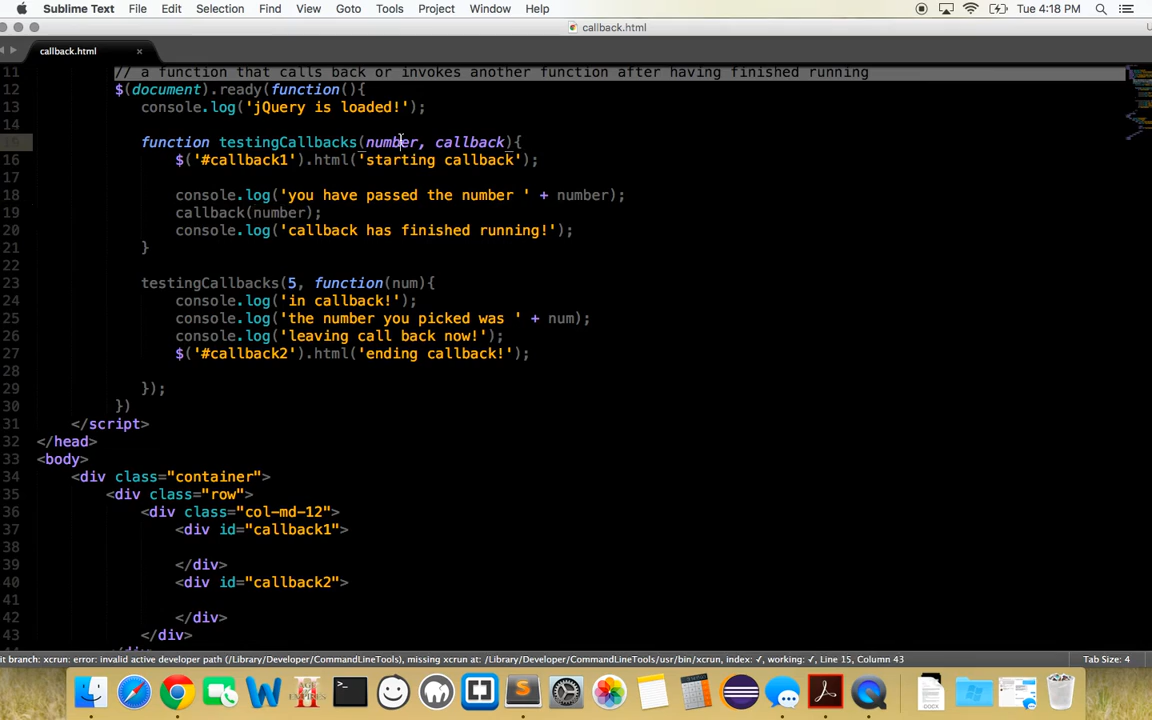 Sublime Text File Edit Selection Find View Goto Tools Project Window Help Tue 4:18 PM
callback.html
callback.html
11 // a function that calls back or invokes another function after having finished running
12 $(document).ready(function(){
13 console.log('jQuery is loaded!');
14
15 function testingCallbacks(number, callback){
16 $('#callback1').html('starting callback');
17
18 console.log('you have passed the number ' + number);
19 callback(number);
20 console.log('callback has finished running!');
21 }
22
23 testingCallbacks(5, function(num){
24 console.log('in callback!');
25 console.log('the number you picked was ' + num);
26 console.log('leaving call back now!');
27 $('#callback2').html('ending callback!');
28
29 });
30 })
31 </script>
32 </head>
33 <body>
34 <div class="container">
35 <div class="row">
36 <div class="col-md-12">
37 <div id="callback1">
38
39 </div>
40 <div id="callback2">
41
42 </div>
43 </div>
it branch: xcrun: error: invalid active developer path (/Library/Developer/CommandLineTools), missing xcrun at: /Library/Developer/CommandLineTools/usr/bin/xcrun, index: ✓, working: ✓, Line 15, Column 43 Tab Size: 4